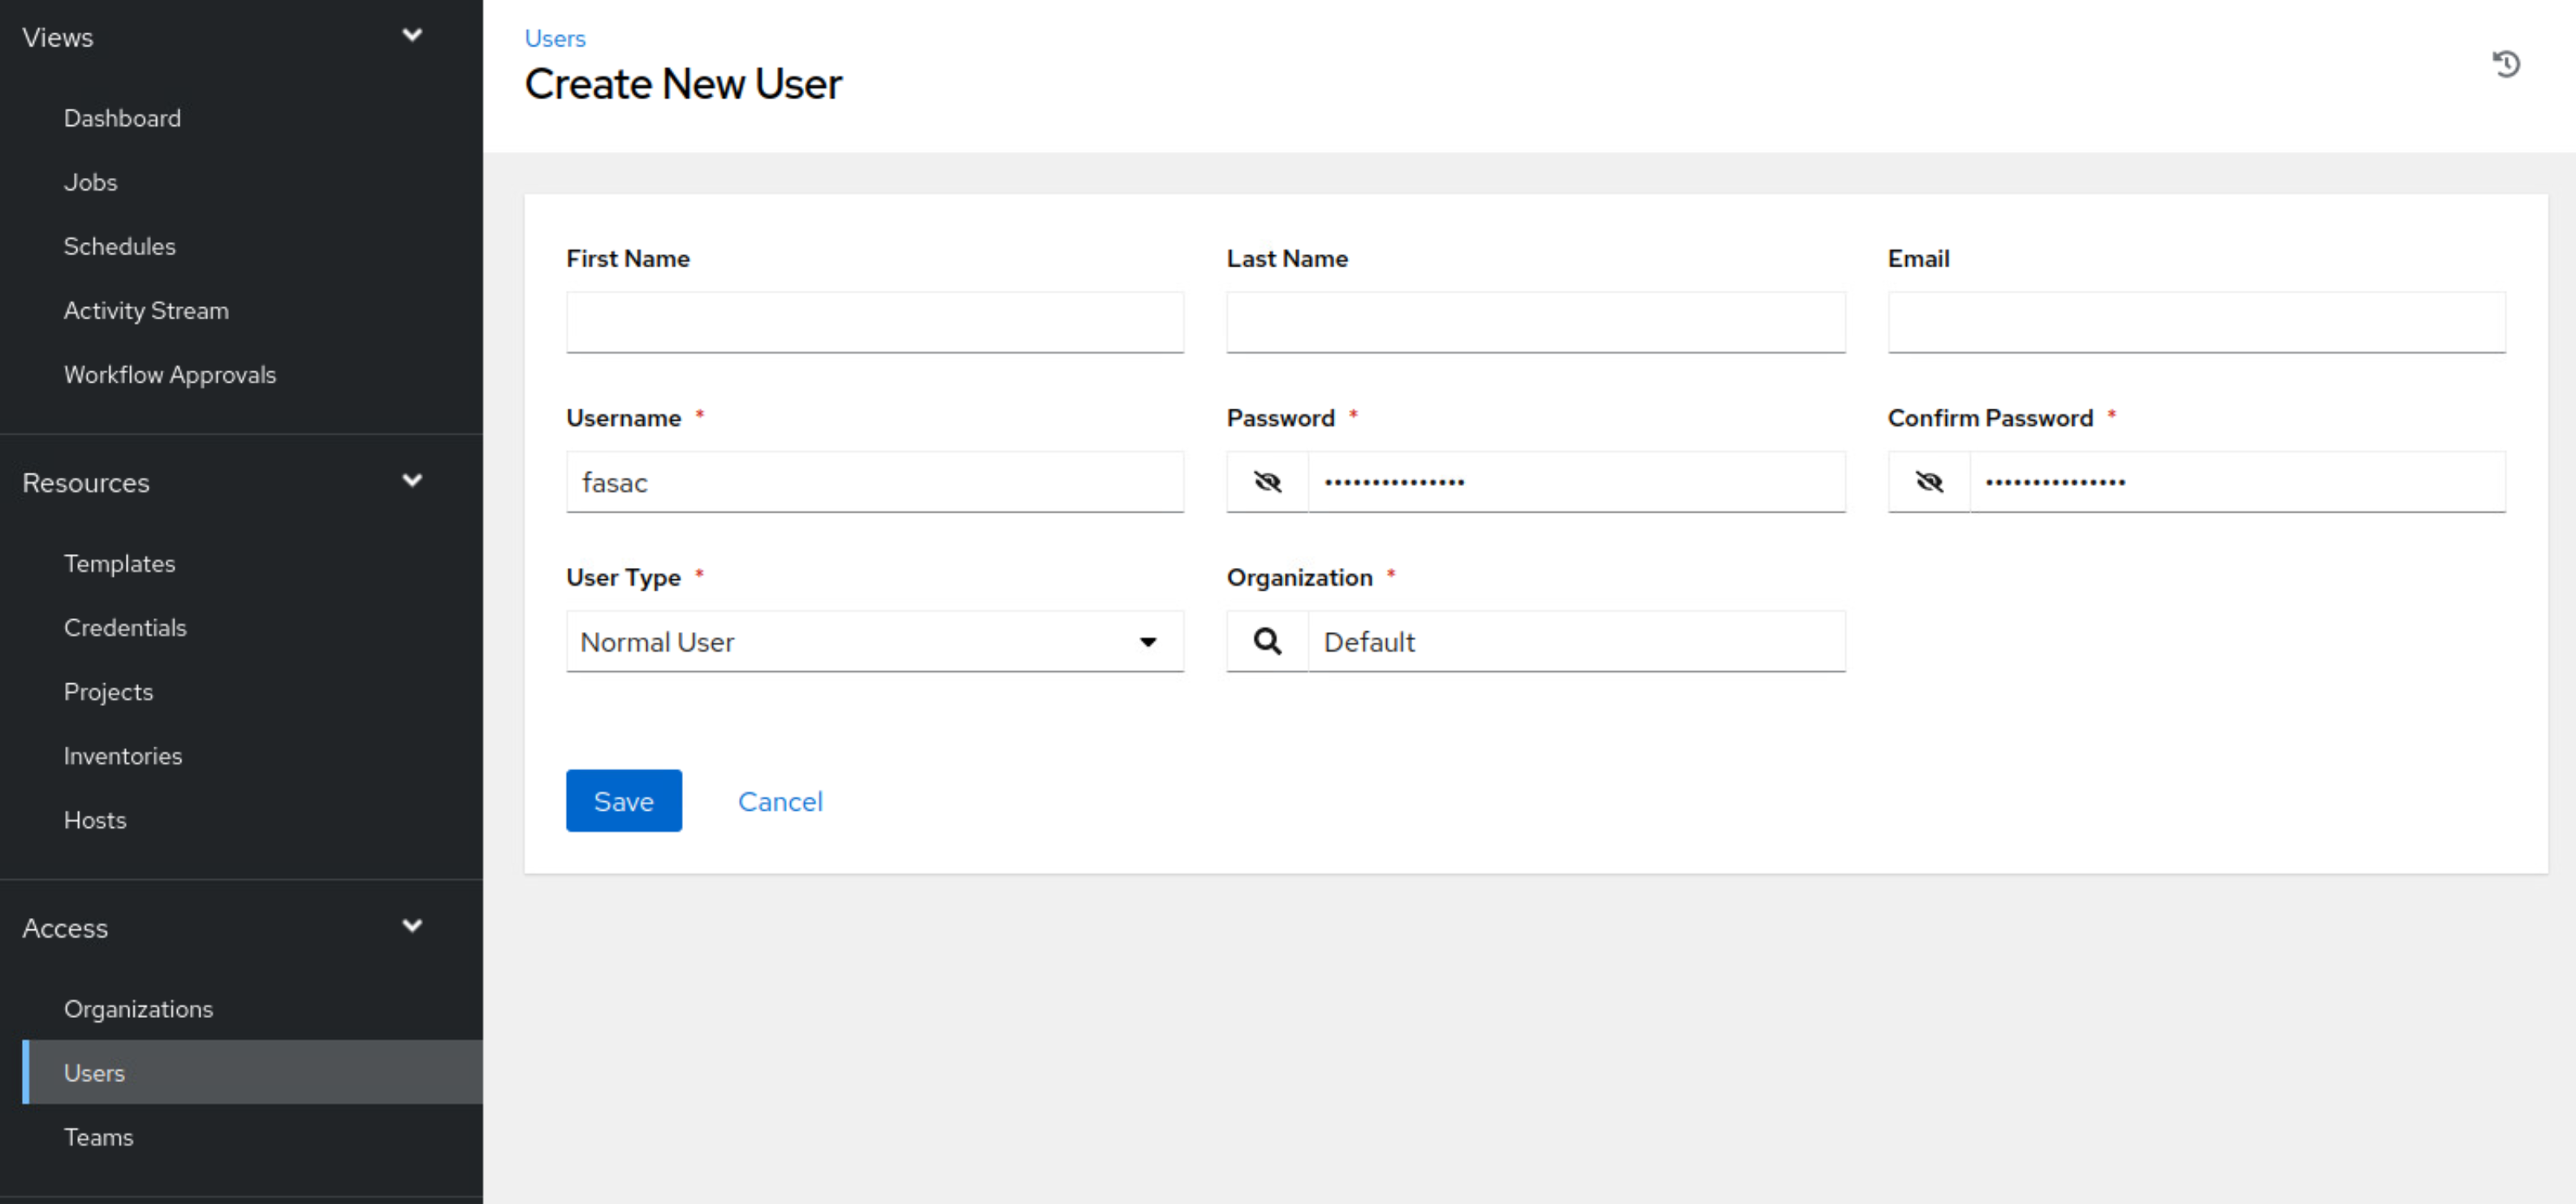 Views
Dashboard
Jobs
Schedules
Activity Stream
Workflow Approvals
Resources
Templates
Credentials
Projects
Inventories
Hosts
Access
Organizations
Users
Teams
Users
Create New User
First Name
Last Name
Email
Username *
Password *
Confirm Password *
fasac
•••••••••••••••
•••••••••••••••
User Type *
Organization *
Normal User
Default
Save
Cancel